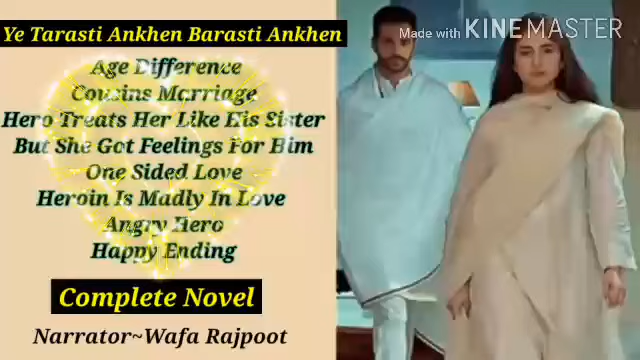 Ye Tarasti Ankhen Barasti Ankhen
Made with KINEMASTER
Age Difference
Cousins Marriage
Hero Treats Her Like His Sister
But She Got Feelings For Him
One Sided Love
Heroin Is Madly In Love
Angry Hero
Happy Ending
Complete Novel
Narrator~Wafa Rajpoot